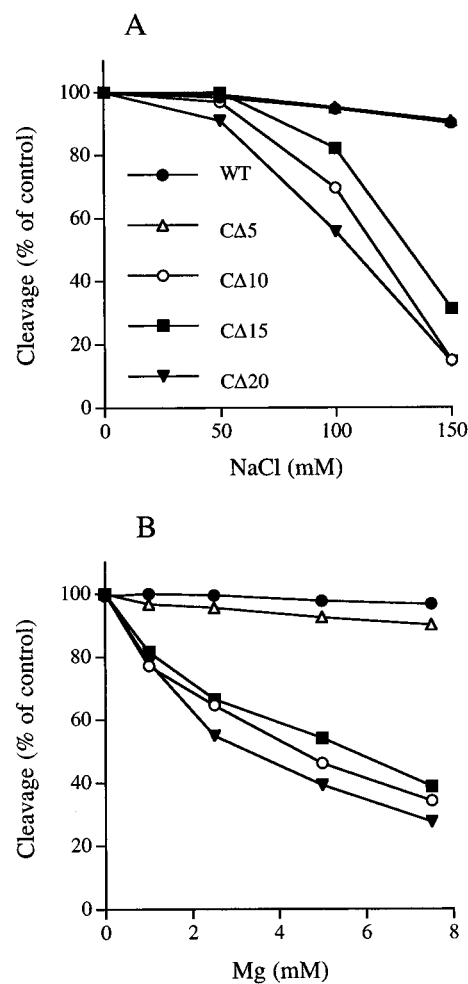 A
Cleavage (% of control)
100
80
60
40
20
0
WT
CΔ5
CΔ10
CΔ15
CΔ20
0 50 100 150
NaCl (mM)
B
Cleavage (% of control)
100
80
60
40
20
0
0 2 4 6 8
Mg (mM)